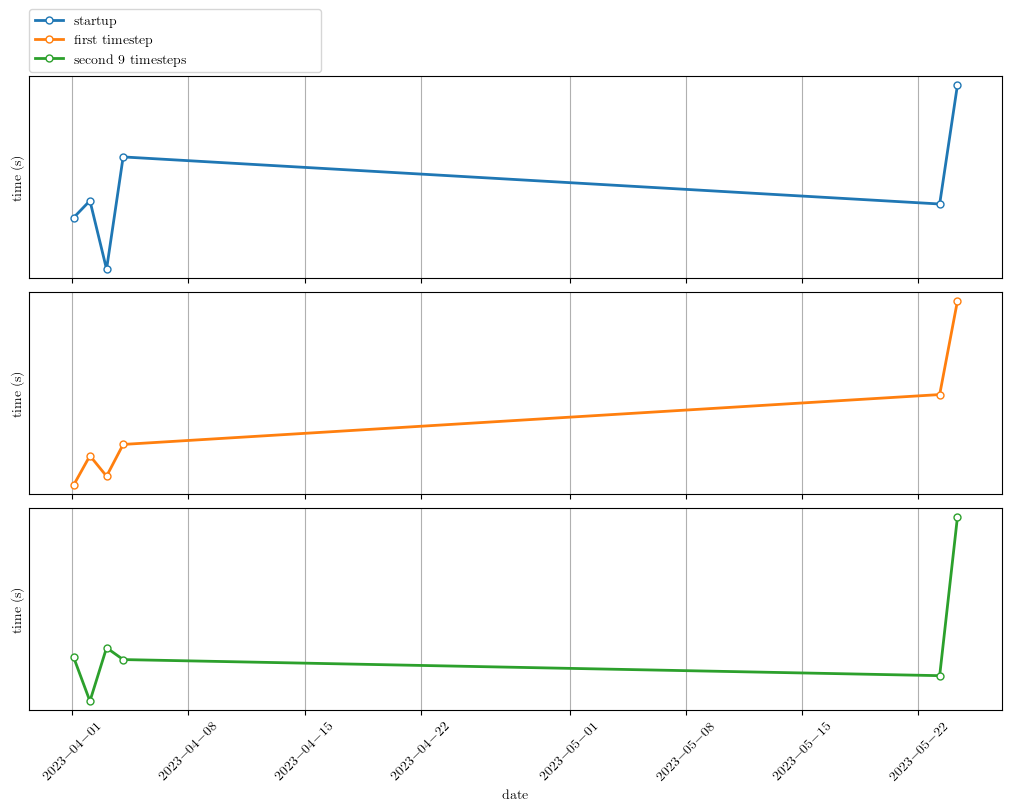 startup
first timestep
second 9 timesteps
time (s)
time (s)
time (s)
2023−04−01
2023−04−08
2023−04−15
2023−04−22
2023−05−01
2023−05−08
2023−05−15
2023−05−22
date